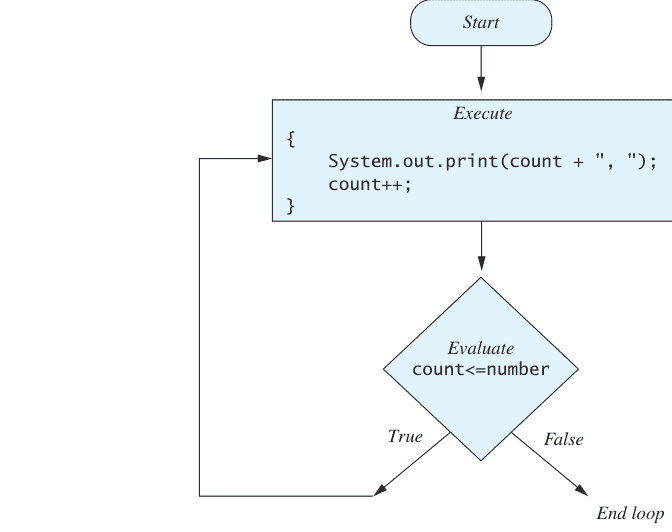 Start
Execute
{
System.out.print(count + ", ");
count++;
}
Evaluate
count<=number
True
False
End loop